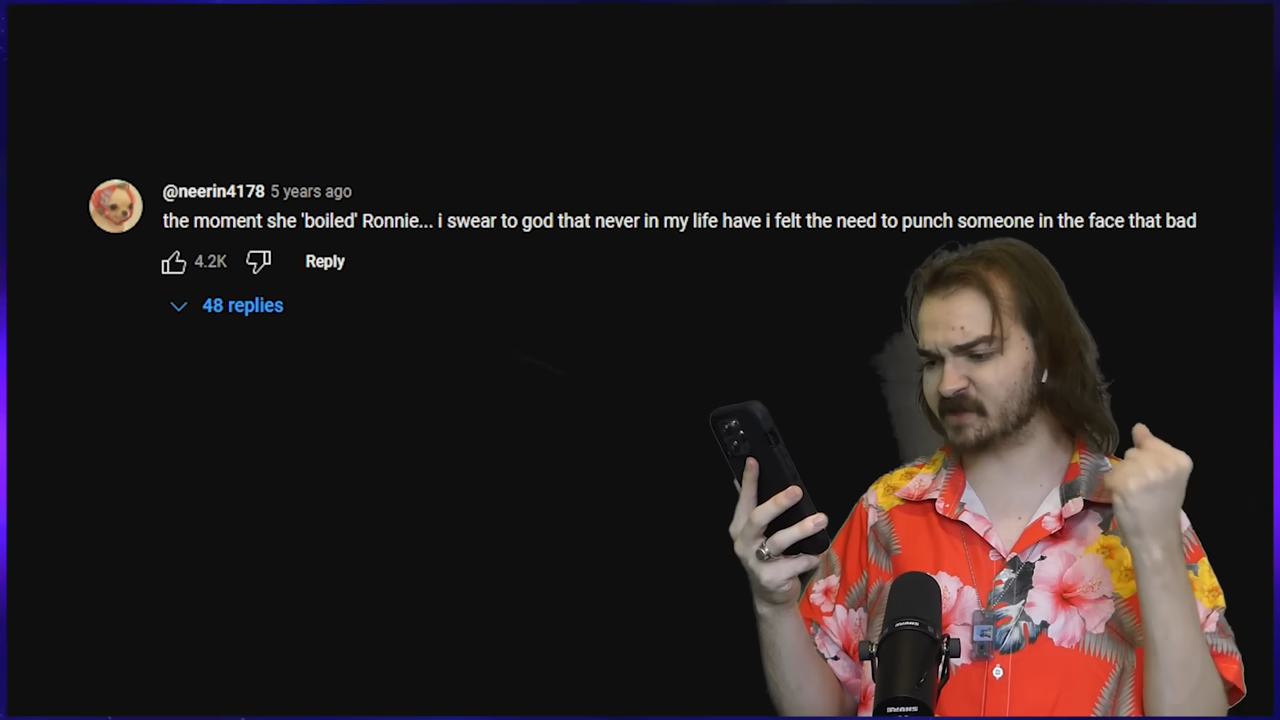 @neerin4178 5 years ago
the moment she 'boiled' Ronnie... i swear to god that never in my life have i felt the need to punch someone in the face that bad
4.2K Reply
48 replies